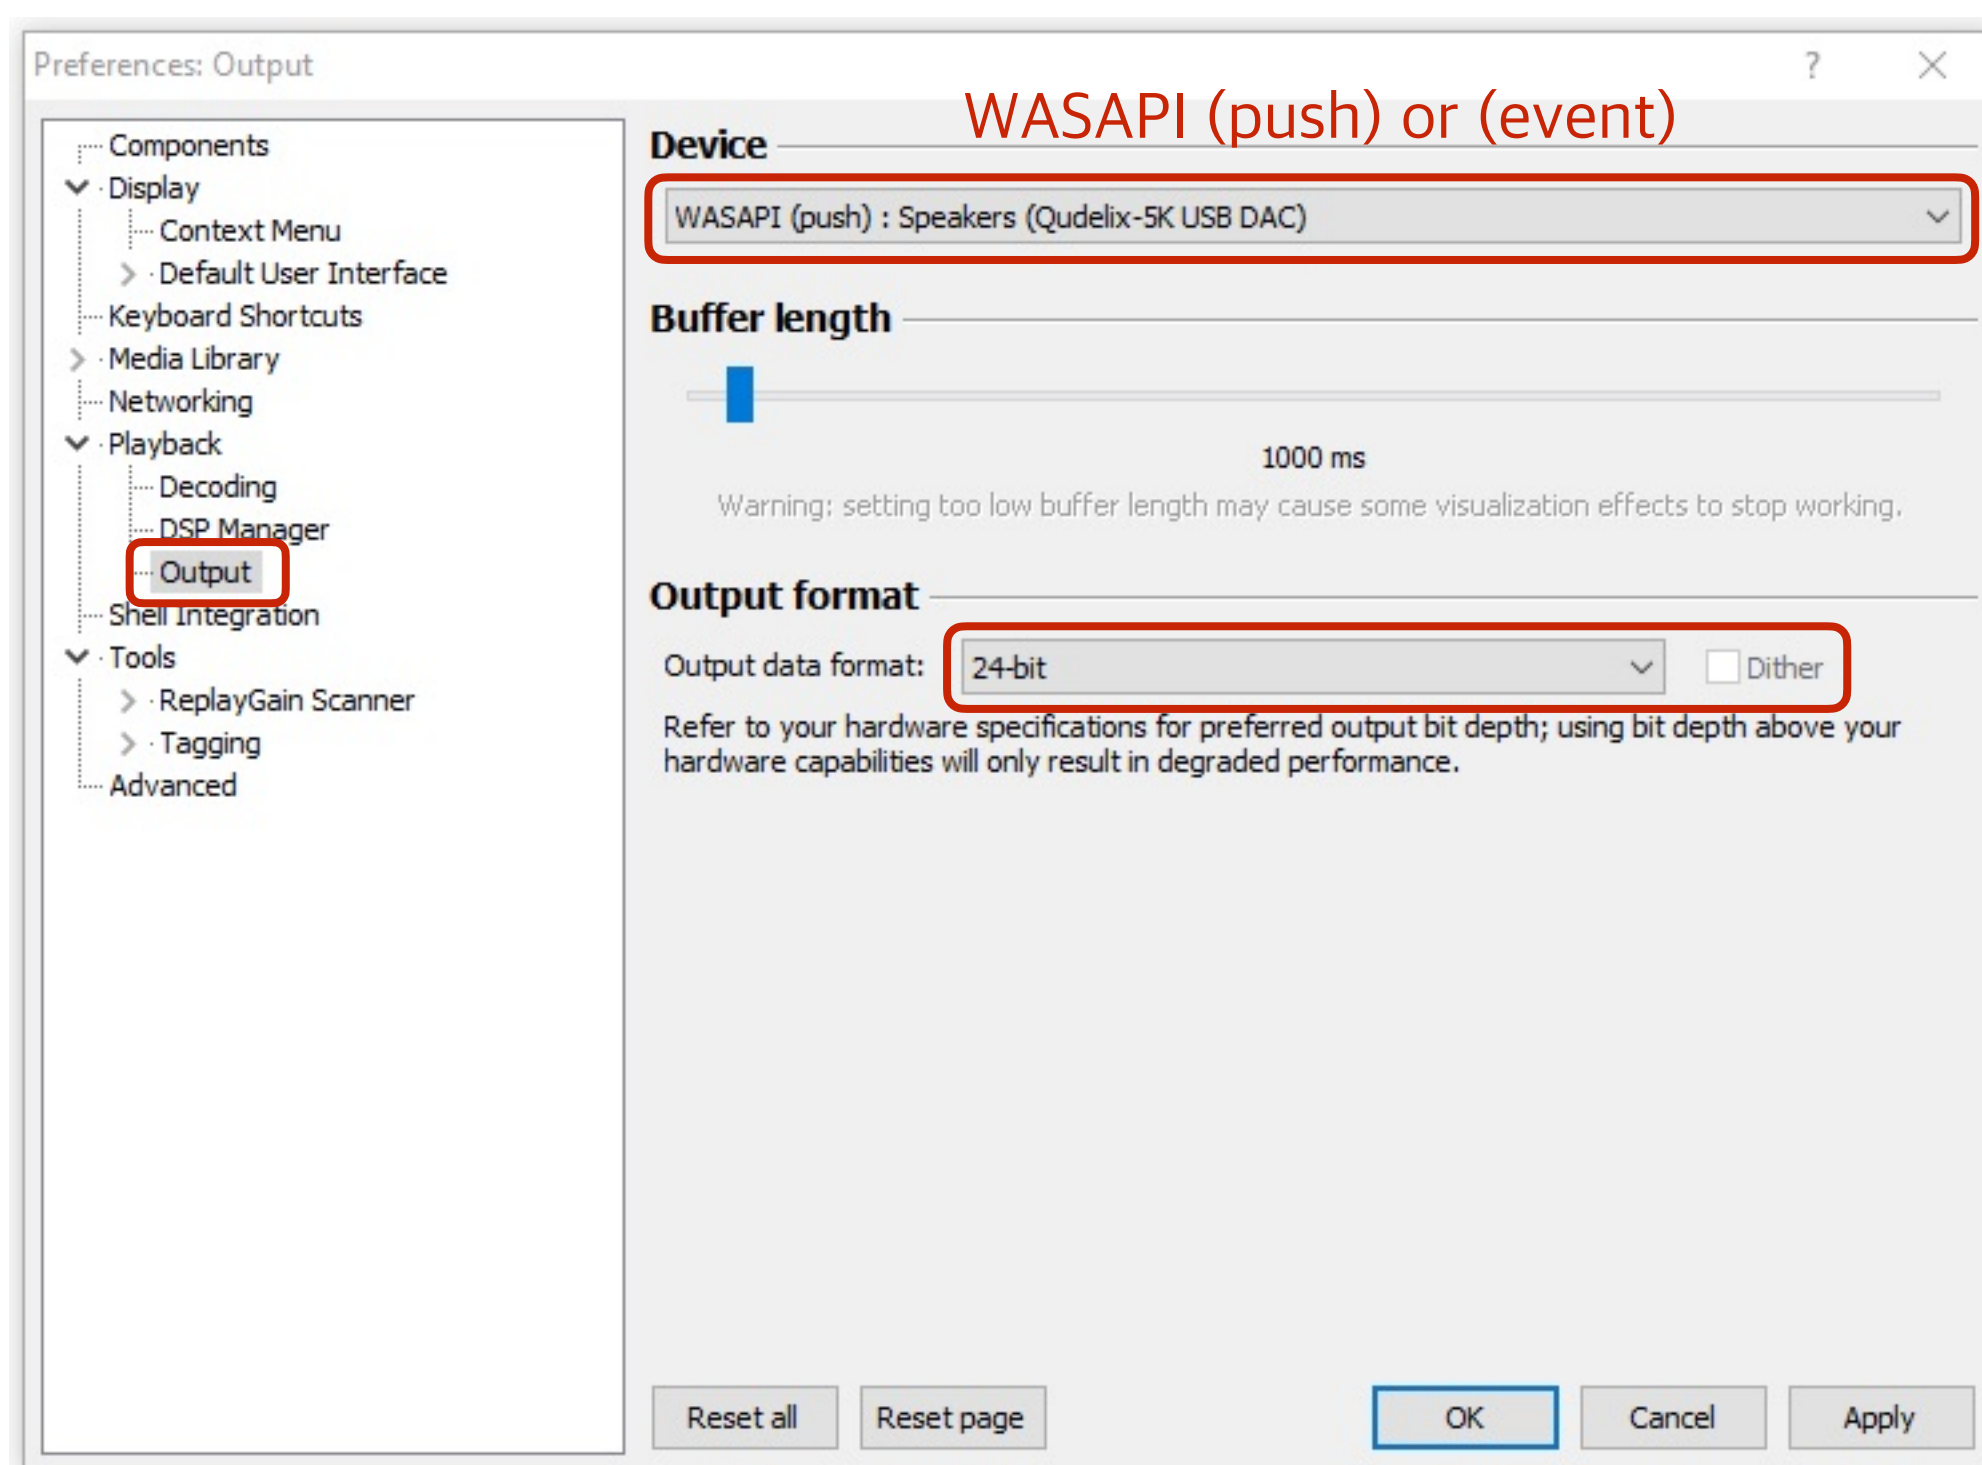 Preferences: Output
WASAPI (push) or (event)
Components
Display
Context Menu
Default User Interface
Keyboard Shortcuts
Media Library
Networking
Playback
Decoding
DSP Manager
Output
Shell Integration
Tools
ReplayGain Scanner
Tagging
Advanced
Device
WASAPI (push) : Speakers (Qudelix-5K USB DAC)
Buffer length
1000 ms
Warning: setting too low buffer length may cause some visualization effects to stop working.
Output format
Output data format: 24-bit Dither
Refer to your hardware specifications for preferred output bit depth; using bit depth above your
hardware capabilities will only result in degraded performance.
Reset all Reset page OK Cancel Apply